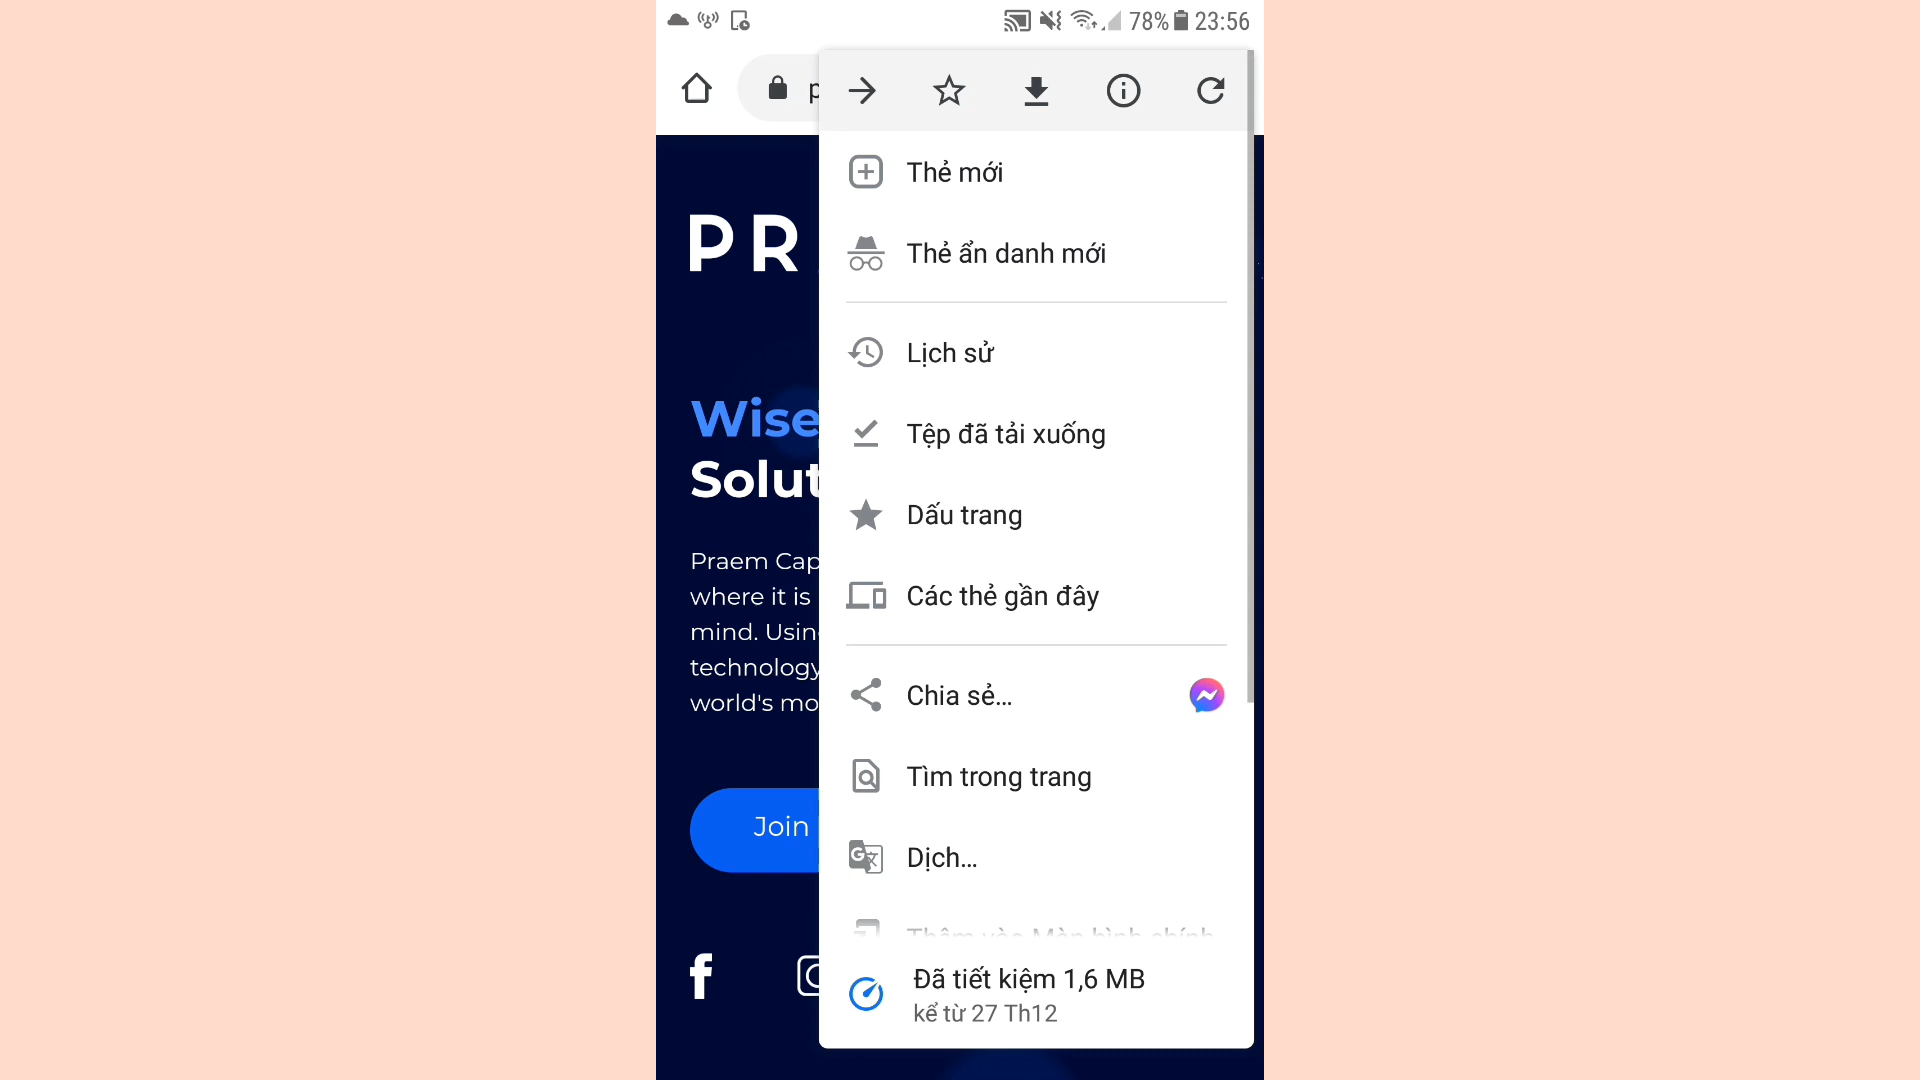 78% 23:56
p
PR
Thẻ mới
Thẻ ẩn danh mới
Lịch sử
Tệp đã tải xuống
Dấu trang
Các thẻ gần đây
Chia sẻ...
Tìm trong trang
Dịch...
Thêm vào Màn hình chính
Đã tiết kiệm 1,6 MB
kể từ 27 Th12
Wise
Solut
Praem Cap
where it is
mind. Usin
technology
world's mo
Join